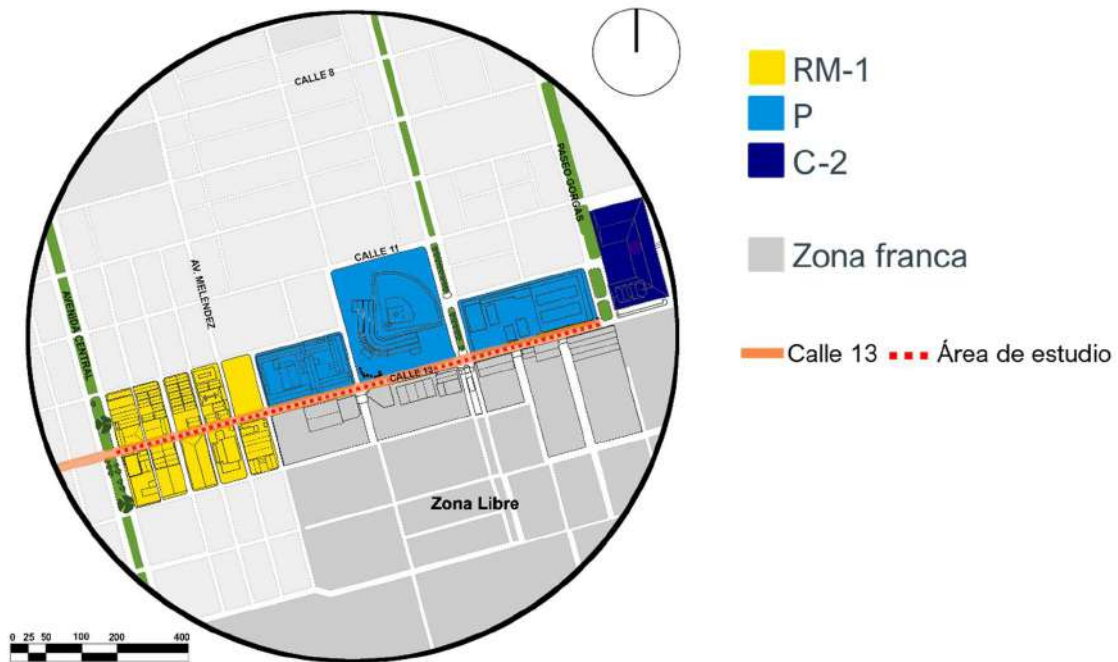 CALLE 8
PASEO GORGAS
CALLE 11
AV. MELENDEZ
AVENIDA CENTRAL
CALLE 13
Zona Libre
RM-1
P
C-2
Zona franca
Calle 13
Área de estudio
0 25 50 100 200 400